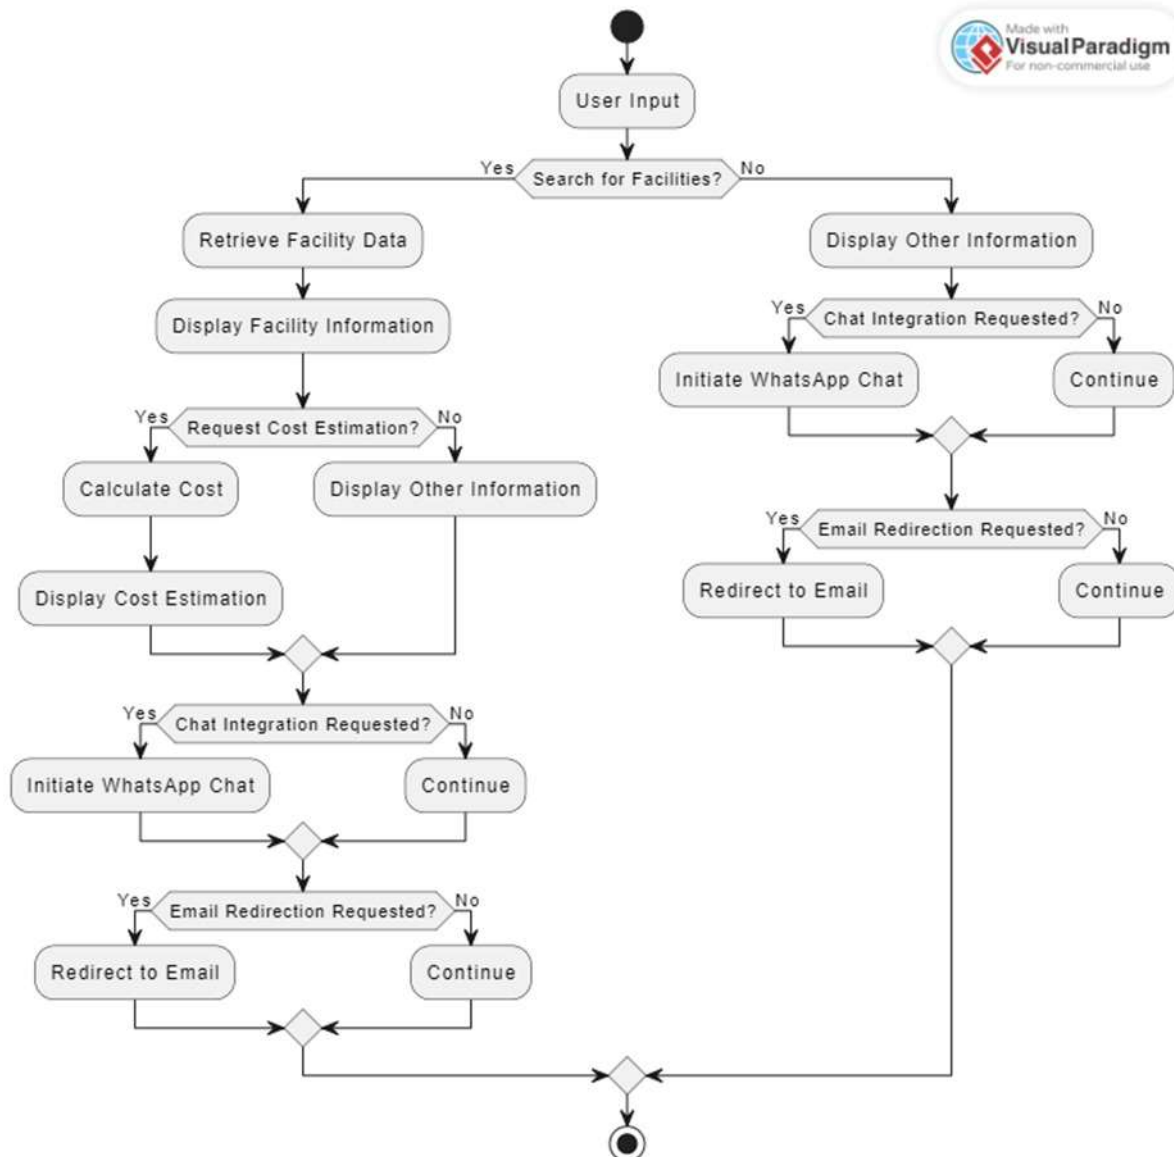 Made with
Visual Paradigm
For non-commercial use
User Input
Yes
Search for Facilities?
No
Retrieve Facility Data
Display Other Information
Display Facility Information
Yes
Chat Integration Requested?
No
Initiate WhatsApp Chat
Continue
Yes
Request Cost Estimation?
No
Calculate Cost
Display Other Information
Yes
Email Redirection Requested?
No
Redirect to Email
Continue
Display Cost Estimation
Yes
Chat Integration Requested?
No
Initiate WhatsApp Chat
Continue
Yes
Email Redirection Requested?
No
Redirect to Email
Continue